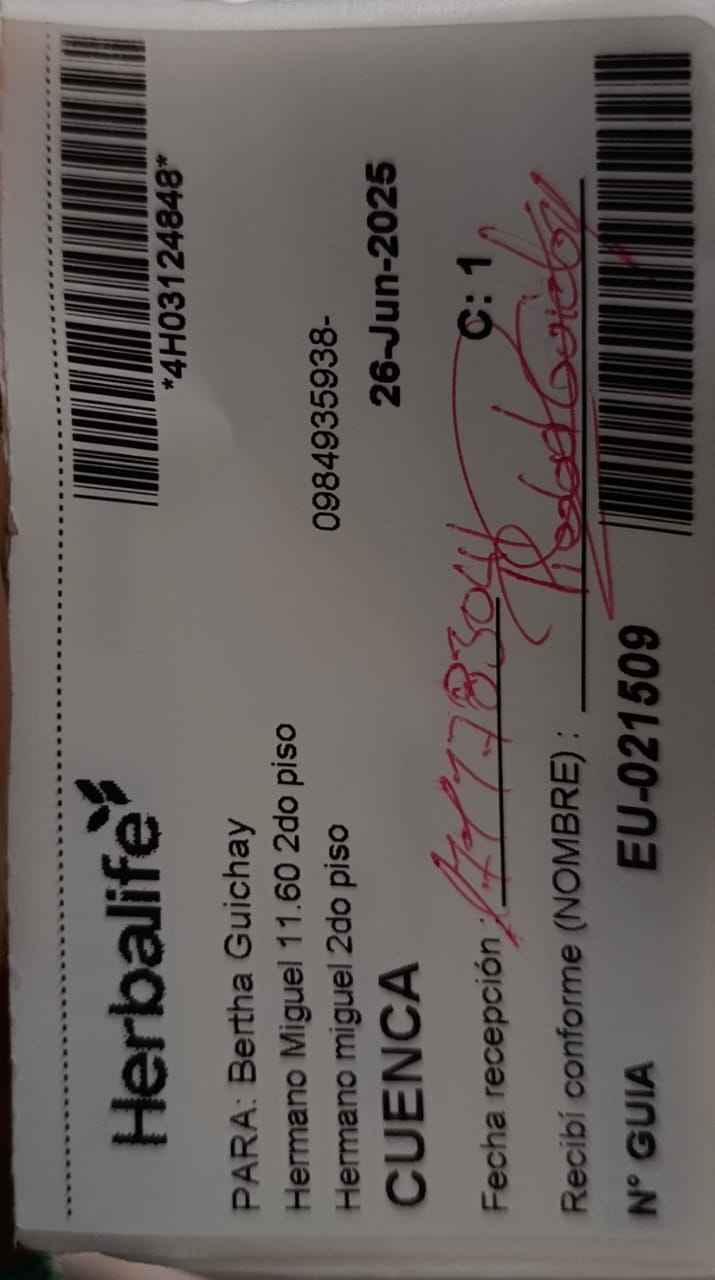 Herbalife
*4H03124848*
PARA: Bertha Guichay
Hermano Miguel 11.60 2do piso
Hermano miguel 2do piso
0984935938-
CUENCA
26-Jun-2025
Fecha recepción :
C: 1
Recibí conforme (NOMBRE) :
Nº GUIA
EU-021509